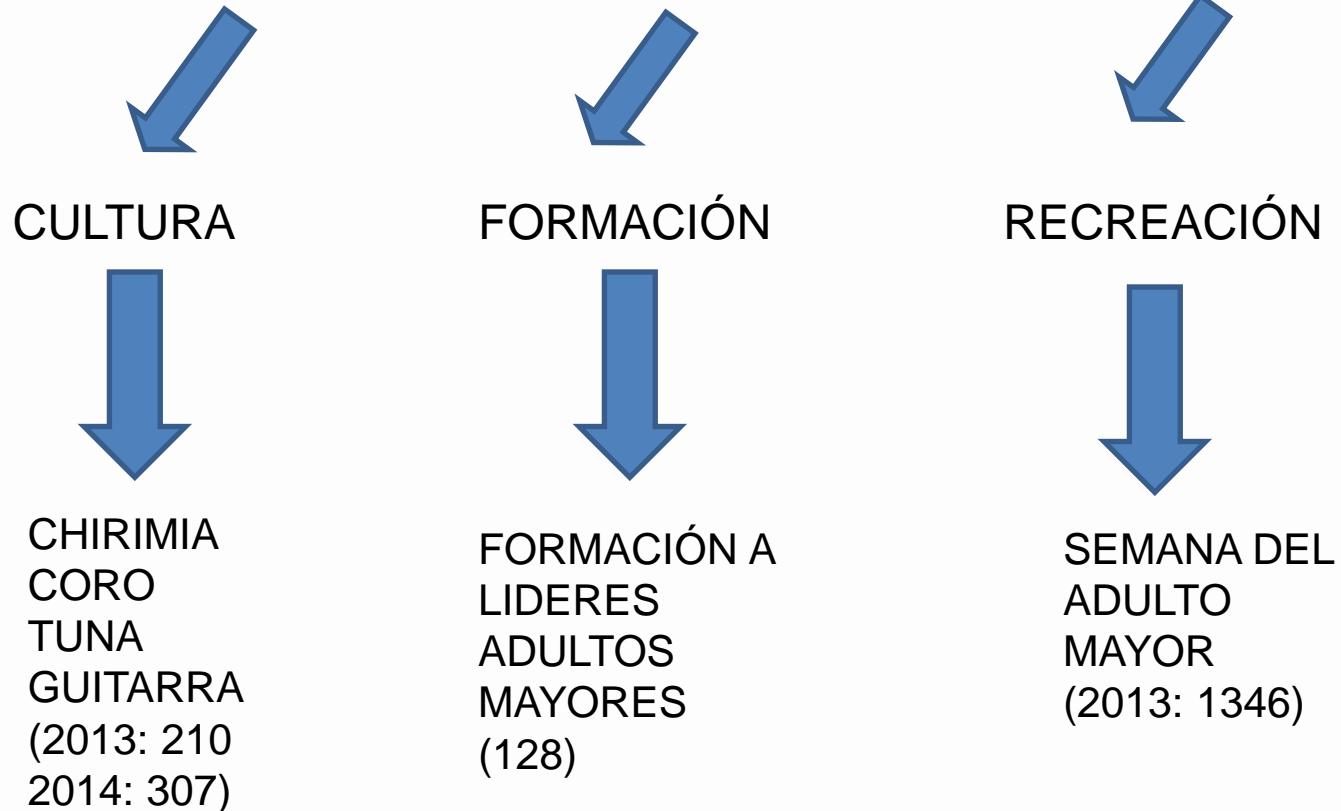 CULTURA
CHIRIMIA
CORO
TUNA
GUITARRA
(2013: 210
2014: 307)
FORMACIÓN
FORMACIÓN A
LIDERES
ADULTOS
MAYORES
(128)
RECREACIÓN
SEMANA DEL
ADULTO
MAYOR
(2013: 1346)